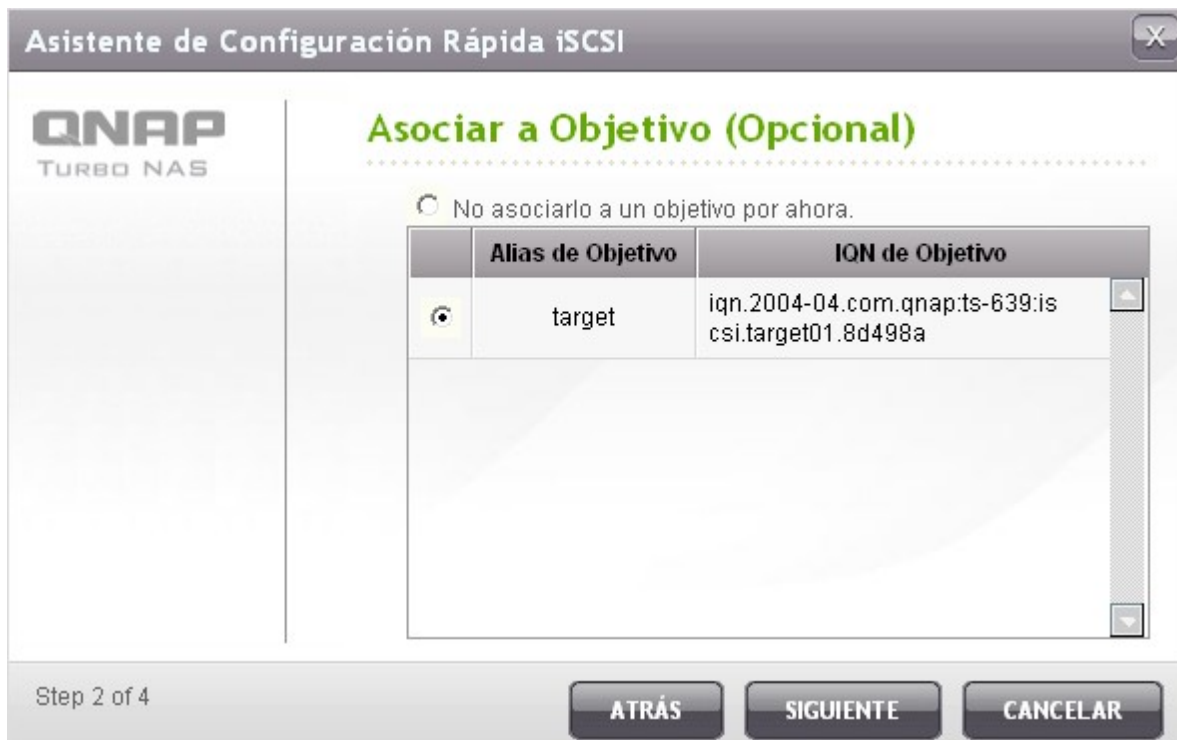 Asistente de Configuración Rápida iSCSI
X
QNAP
TURBO NAS
Asociar a Objetivo (Opcional)
No asociarlo a un objetivo por ahora.
Alias de Objetivo IQN de Objetivo
target iqn.2004-04.com.qnap:ts-639:is
csi.target01.8d498a
Step 2 of 4
ATRÁS SIGUIENTE CANCELAR